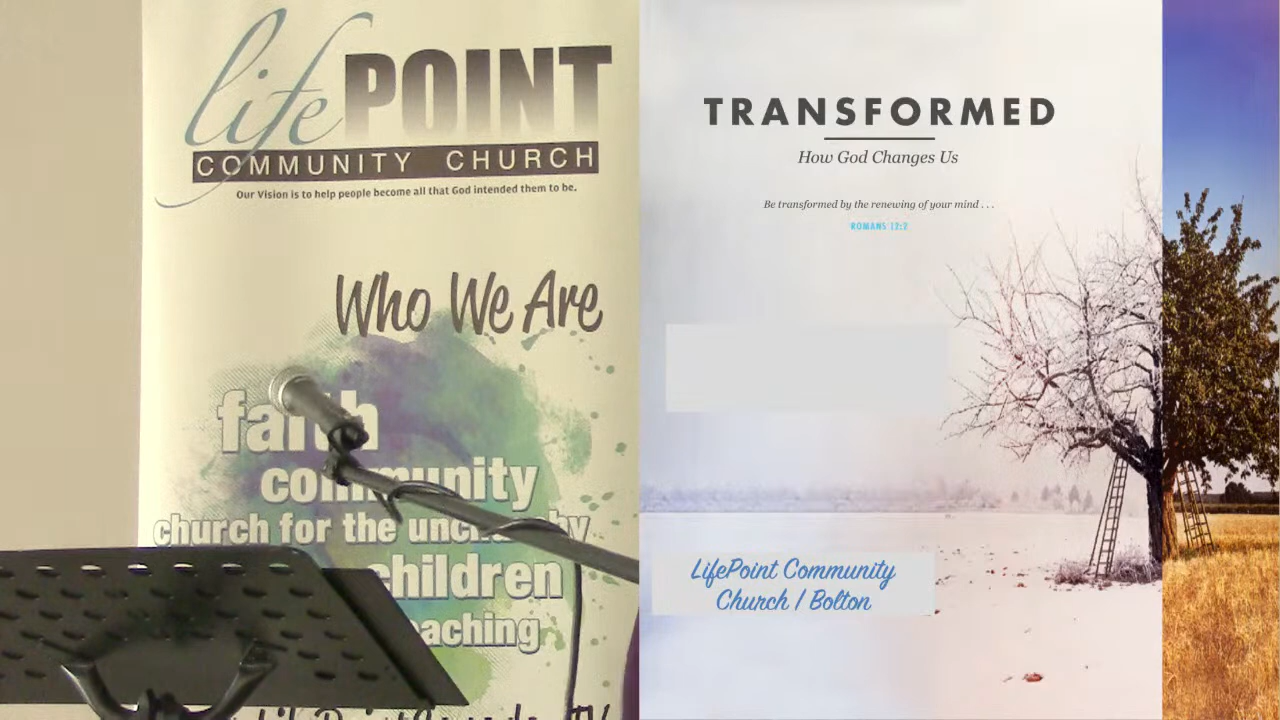 life POINT
COMMUNITY CHURCH
Our Vision is to help people become all that God intended them to be.
Who We Are
faith
community
church for the
children
TRANSFORMED
How God Changes Us
Be transformed by the renewing of your mind . . .
ROMANS 12:2
LifePoint Community
Church / Bolton